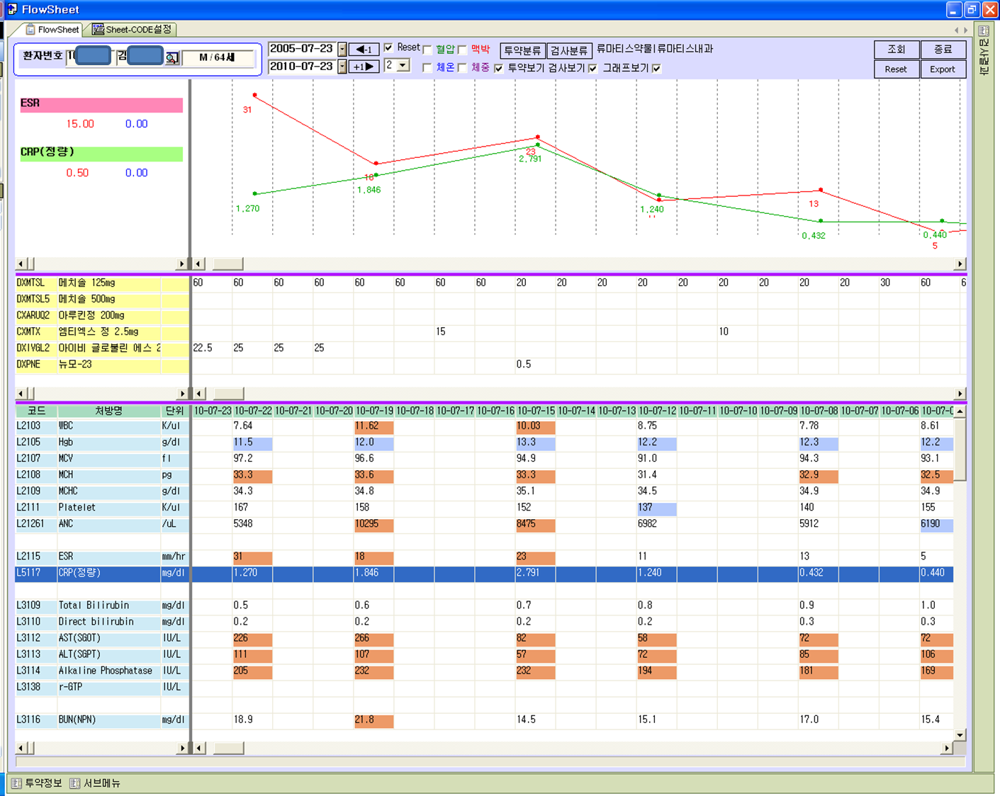 FlowSheet
FlowSheet Sheet-CODE설정
환자번호 김 M / 64세
2005-07-23 ◀-1 Reset 혈압 맥박 투약분류 검사분류 류마티스약물|류마티스내과 조회 종료
2010-07-23 +1▶ 2 체온 체중 투약보기 검사보기 그래프보기 Reset Export
검사결과
ESR
15.00 0.00
CRP(정량)
0.50 0.00
31 18 23 13 5
1.270 1.846 2.791 1.240 0.432 0.440
DXMTSL 메치솔 125mg 60 60 60 60 60 60 60 60 20 20 20 20 20 20 20 20 20 30 60 6
DXMTSL5 메치솔 500mg
CXARUQ2 아루킨정 200mg
CXMTX 엠티엑스 정 2.5mg 15 10
DXIVGL2 아이비 글로불린 에스 2 22.5 25 25 25
DXPNE 뉴모-23 0.5
코드 처방명 단위 10-07-23 10-07-22 10-07-21 10-07-20 10-07-19 10-07-18 10-07-17 10-07-16 10-07-15 10-07-14 10-07-13 10-07-12 10-07-11 10-07-10 10-07-09 10-07-08 10-07-07 10-07-06 10-07-0
L2103 WBC K/ul 7.64 11.62 10.03 8.75 7.78 8.61
L2105 Hgb g/dl 11.5 12.0 13.3 12.2 12.3 12.2
L2107 MCV fl 97.2 96.6 94.9 91.0 94.3 93.1
L2108 MCH pg 33.3 33.6 33.3 31.4 32.9 32.5
L2109 MCHC g/dl 34.3 34.8 35.1 34.5 34.9 34.9
L2111 Platelet K/ul 167 158 152 137 140 155
L21261 ANC /uL 5348 10295 8475 6982 5912 6190
L2115 ESR mm/hr 31 18 23 11 13 5
L5117 CRP(정량) mg/dl 1.270 1.846 2.791 1.240 0.432 0.440
L3109 Total Bilirubin mg/dl 0.5 0.6 0.7 0.8 0.9 1.0
L3110 Direct bilirubin mg/dl 0.2 0.2 0.2 0.2 0.3 0.3
L3112 AST(SGOT) IU/L 226 266 82 58 72 72
L3113 ALT(SGPT) IU/L 111 107 57 72 85 106
L3114 Alkaline Phosphatase IU/L 205 232 232 194 181 169
L3138 r-GTP IU/L
L3116 BUN(NPN) mg/dl 18.9 21.8 14.5 15.1 17.0 15.4
투약정보 서브메뉴